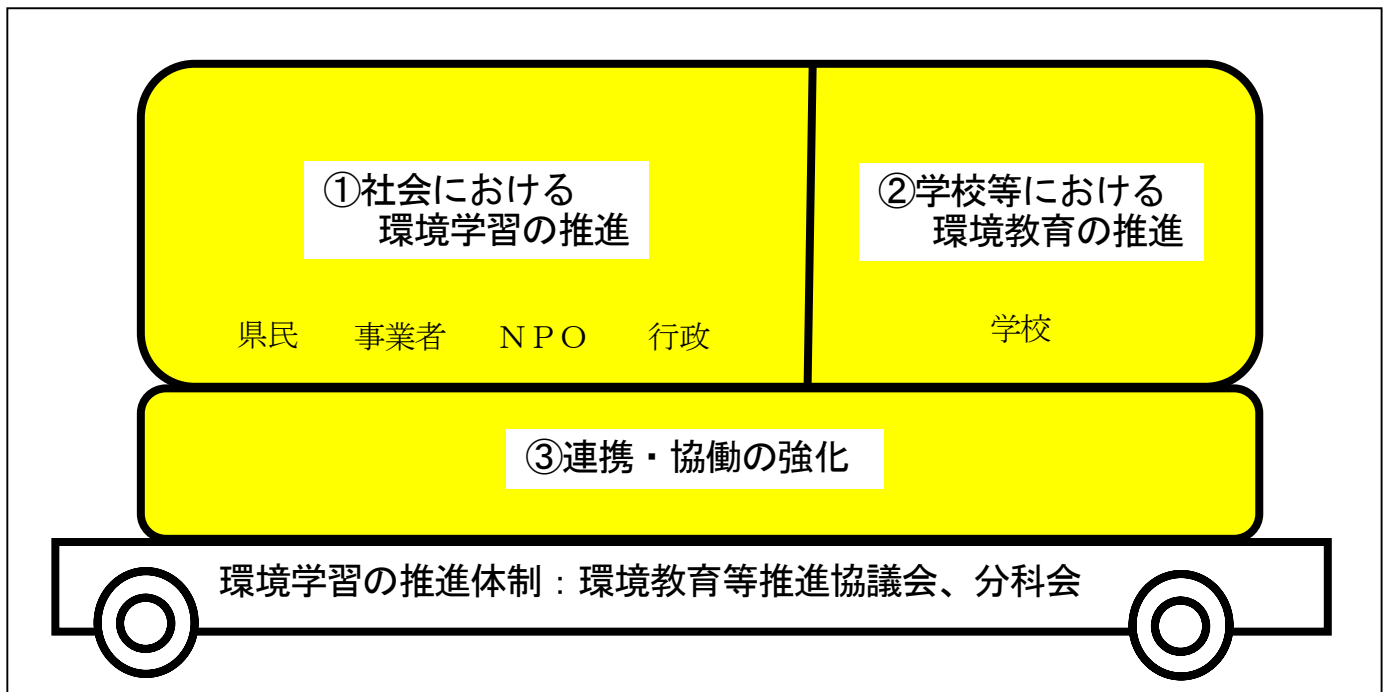 ①社会における
環境学習の推進
県民 事業者 NPO 行政
②学校等における
環境教育の推進
学校
③連携・協働の強化
環境学習の推進体制：環境教育等推進協議会、分科会